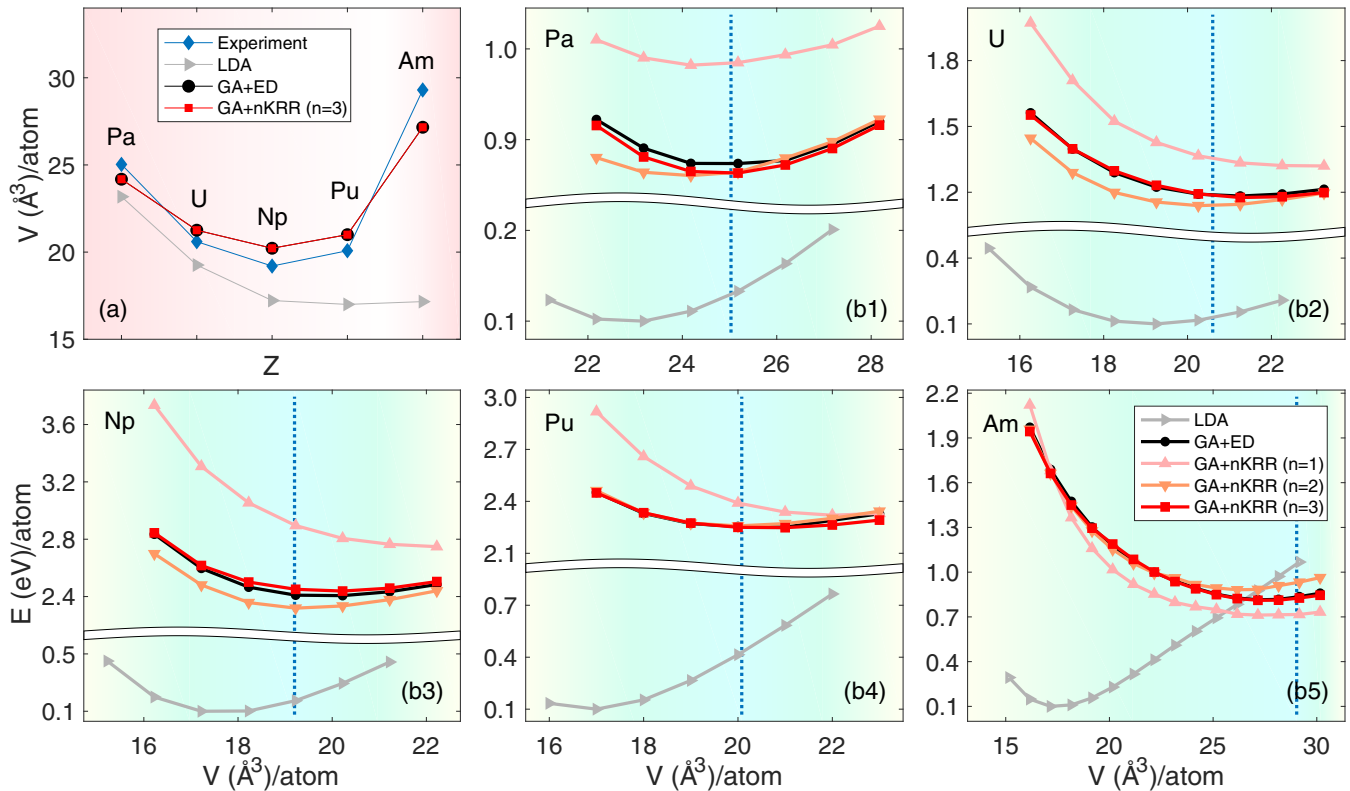 Experiment
LDA
GA+ED
GA+nKRR (n=3)
Pa
U
Np
Pu
Am
30
25
20
15
V (Å³)/atom
(a)
Z
Pa
1.0
0.9
0.2
0.1
(b1)
22
24
26
28
U
1.8
1.5
1.2
0.4
0.1
(b2)
16
18
20
22
Np
3.6
3.2
2.8
2.4
0.5
0.1
E (eV)/atom
(b3)
16
18
20
22
V (Å³)/atom
Pu
3.0
2.7
2.4
2.1
0.7
0.4
0.1
(b4)
16
18
20
22
V (Å³)/atom
Am
LDA
GA+ED
GA+nKRR (n=1)
GA+nKRR (n=2)
GA+nKRR (n=3)
2.2
1.9
1.6
1.3
1.0
0.7
0.4
0.1
(b5)
15
20
25
30
V (Å³)/atom